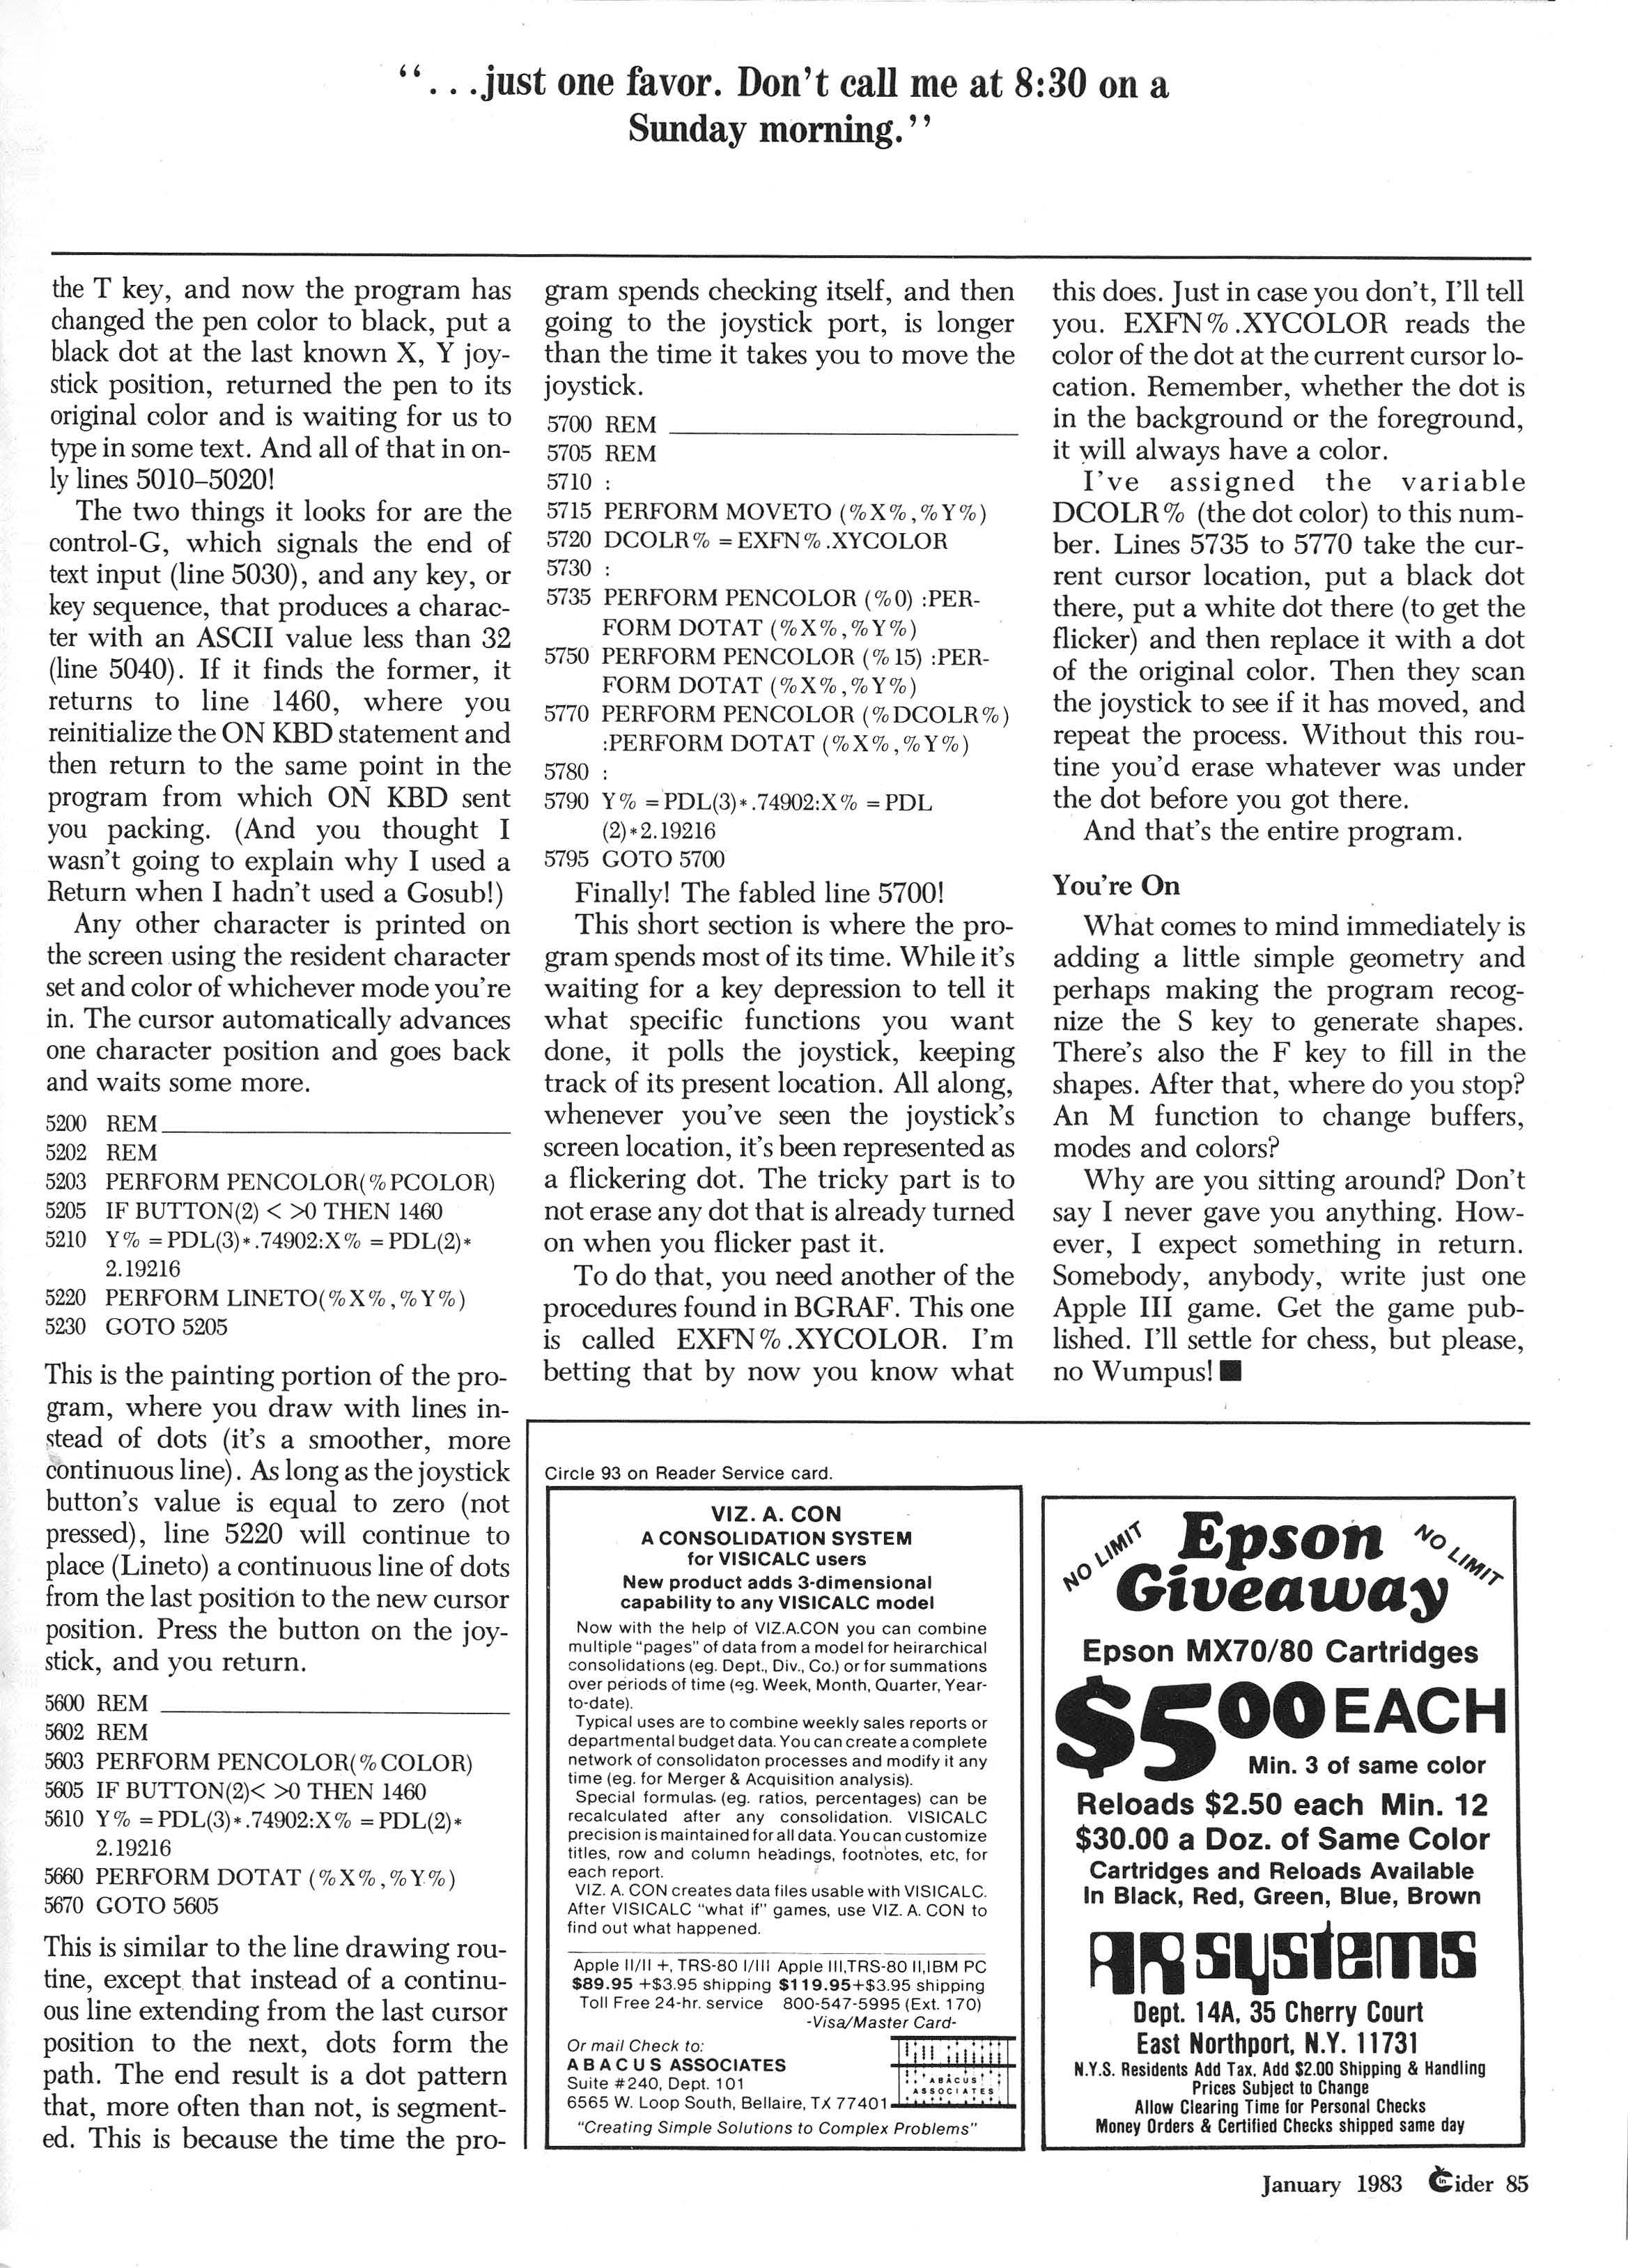 “. . .just one favor. Don’t call me at 8:30 on a
Sunday morning.”
the T key, and now the program has
changed the pen color to black, put a
black dot at the last known X, Y joy-
stick position, returned the pen to its
original color and is waiting for us to
type in some text. And all of that in on-
ly lines 5010–5020!
The two things it looks for are the
control-G, which signals the end of
text input (line 5030), and any key, or
key sequence, that produces a charac-
ter with an ASCII value less than 32
(line 5040). If it finds the former, it
returns to line 1460, where you
reinitialize the ON KBD statement and
then return to the same point in the
program from which ON KBD sent
you packing. (And you thought I
wasn't going to explain why I used a
Return when I hadn't used a Gosub!)
Any other character is printed on
the screen using the resident character
set and color of whichever mode you're
in. The cursor automatically advances
one character position and goes back
and waits some more.
5200 REM
5202 REM
5203 PERFORM PENCOLOR(%PCOLOR)
5205 IF BUTTON(2) < >0 THEN 1460
5210 Y% =PDL(3)*.74902:X% =PDL(2)*
2.19216
5220 PERFORM LINETO(%X%,%Y%)
5230 GOTO 5205
This is the painting portion of the pro-
gram, where you draw with lines in-
stead of dots (it's a smoother, more
continuous line). As long as the joystick
button's value is equal to zero (not
pressed), line 5220 will continue to
place (Lineto) a continuous line of dots
from the last position to the new cursor
position. Press the button on the joy-
stick, and you return.
5600 REM
5602 REM
5603 PERFORM PENCOLOR(%COLOR)
5605 IF BUTTON(2)< >0 THEN 1460
5610 Y% =PDL(3)*.74902:X% =PDL(2)*
2.19216
5660 PERFORM DOTAT (%X%,%Y%)
5670 GOTO 5605
This is similar to the line drawing rou-
tine, except that instead of a continu-
ous line extending from the last cursor
position to the next, dots form the
path. The end result is a dot pattern
that, more often than not, is segment-
ed. This is because the time the pro-
gram spends checking itself, and then
going to the joystick port, is longer
than the time it takes you to move the
joystick.
5700 REM
5705 REM
5710 :
5715 PERFORM MOVETO (%X%,%Y%)
5720 DCOLR% =EXFN%.XYCOLOR
5730 :
5735 PERFORM PENCOLOR (%0) :PER-
FORM DOTAT (%X%,%Y%)
5750 PERFORM PENCOLOR (%15) :PER-
FORM DOTAT (%X%,%Y%)
5770 PERFORM PENCOLOR (%DCOLR%)
:PERFORM DOTAT (%X%,%Y%)
5780 :
5790 Y% =PDL(3)*.74902:X% =PDL
(2)*2.19216
5795 GOTO 5700
Finally! The fabled line 5700!
This short section is where the pro-
gram spends most of its time. While it's
waiting for a key depression to tell it
what specific functions you want
done, it polls the joystick, keeping
track of its present location. All along,
whenever you've seen the joystick's
screen location, it's been represented as
a flickering dot. The tricky part is to
not erase any dot that is already turned
on when you flicker past it.
To do that, you need another of the
procedures found in BGRAF. This one
is called EXFN%.XYCOLOR. I'm
betting that by now you know what
this does. Just in case you don't, I'll tell
you. EXFN%.XYCOLOR reads the
color of the dot at the current cursor lo-
cation. Remember, whether the dot is
in the background or the foreground,
it will always have a color.
I've assigned the variable
DCOLR% (the dot color) to this num-
ber. Lines 5735 to 5770 take the cur-
rent cursor location, put a black dot
there, put a white dot there (to get the
flicker) and then replace it with a dot
of the original color. Then they scan
the joystick to see if it has moved, and
repeat the process. Without this rou-
tine you'd erase whatever was under
the dot before you got there.
And that's the entire program.
You're On
What comes to mind immediately is
adding a little simple geometry and
perhaps making the program recog-
nize the S key to generate shapes.
There's also the F key to fill in the
shapes. After that, where do you stop?
An M function to change buffers,
modes and colors?
Why are you sitting around? Don't
say I never gave you anything. How-
ever, I expect something in return.
Somebody, anybody, write just one
Apple III game. Get the game pub-
lished. I'll settle for chess, but please,
no Wumpus! ■
Circle 93 on Reader Service card.
VIZ. A. CON
A CONSOLIDATION SYSTEM
for VISICALC users
New product adds 3-dimensional
capability to any VISICALC model
Now with the help of VIZ.A.CON you can combine
multiple "pages" of data from a model for heirarchical
consolidations (eg. Dept., Div., Co.) or for summations
over periods of time (eg. Week, Month, Quarter, Year-
to-date).
Typical uses are to combine weekly sales reports or
departmental budget data. You can create a complete
network of consolidaton processes and modify it any
time (eg. for Merger & Acquisition analysis).
Special formulas. (eg. ratios, percentages) can be
recalculated after any consolidation. VISICALC
precision is maintained for all data. You can customize
titles, row and column headings, footnotes, etc, for
each report.
VIZ. A. CON creates data files usable with VISICALC.
After VISICALC "what if" games, use VIZ. A. CON to
find out what happened.
Apple II/II +, TRS-80 I/III Apple III,TRS-80 II,IBM PC
$89.95 +$3.95 shipping $119.95+$3.95 shipping
Toll Free 24-hr. service 800-547-5995 (Ext. 170)
-Visa/Master Card-
Or mail Check to:
ABACUS ASSOCIATES
Suite #240, Dept. 101
6565 W. Loop South, Bellaire, TX 77401
ABACUS
ASSOCIATES
"Creating Simple Solutions to Complex Problems"
NO LIMIT
Epson
NO LIMIT
Giveaway
Epson MX70/80 Cartridges
$500 EACH
Min. 3 of same color
Reloads $2.50 each Min. 12
$30.00 a Doz. of Same Color
Cartridges and Reloads Available
In Black, Red, Green, Blue, Brown
AR systems
Dept. 14A, 35 Cherry Court
East Northport, N.Y. 11731
N.Y.S. Residents Add Tax, Add $2.00 Shipping & Handling
Prices Subject to Change
Allow Clearing Time for Personal Checks
Money Orders & Certified Checks shipped same day
January 1983 inCider 85